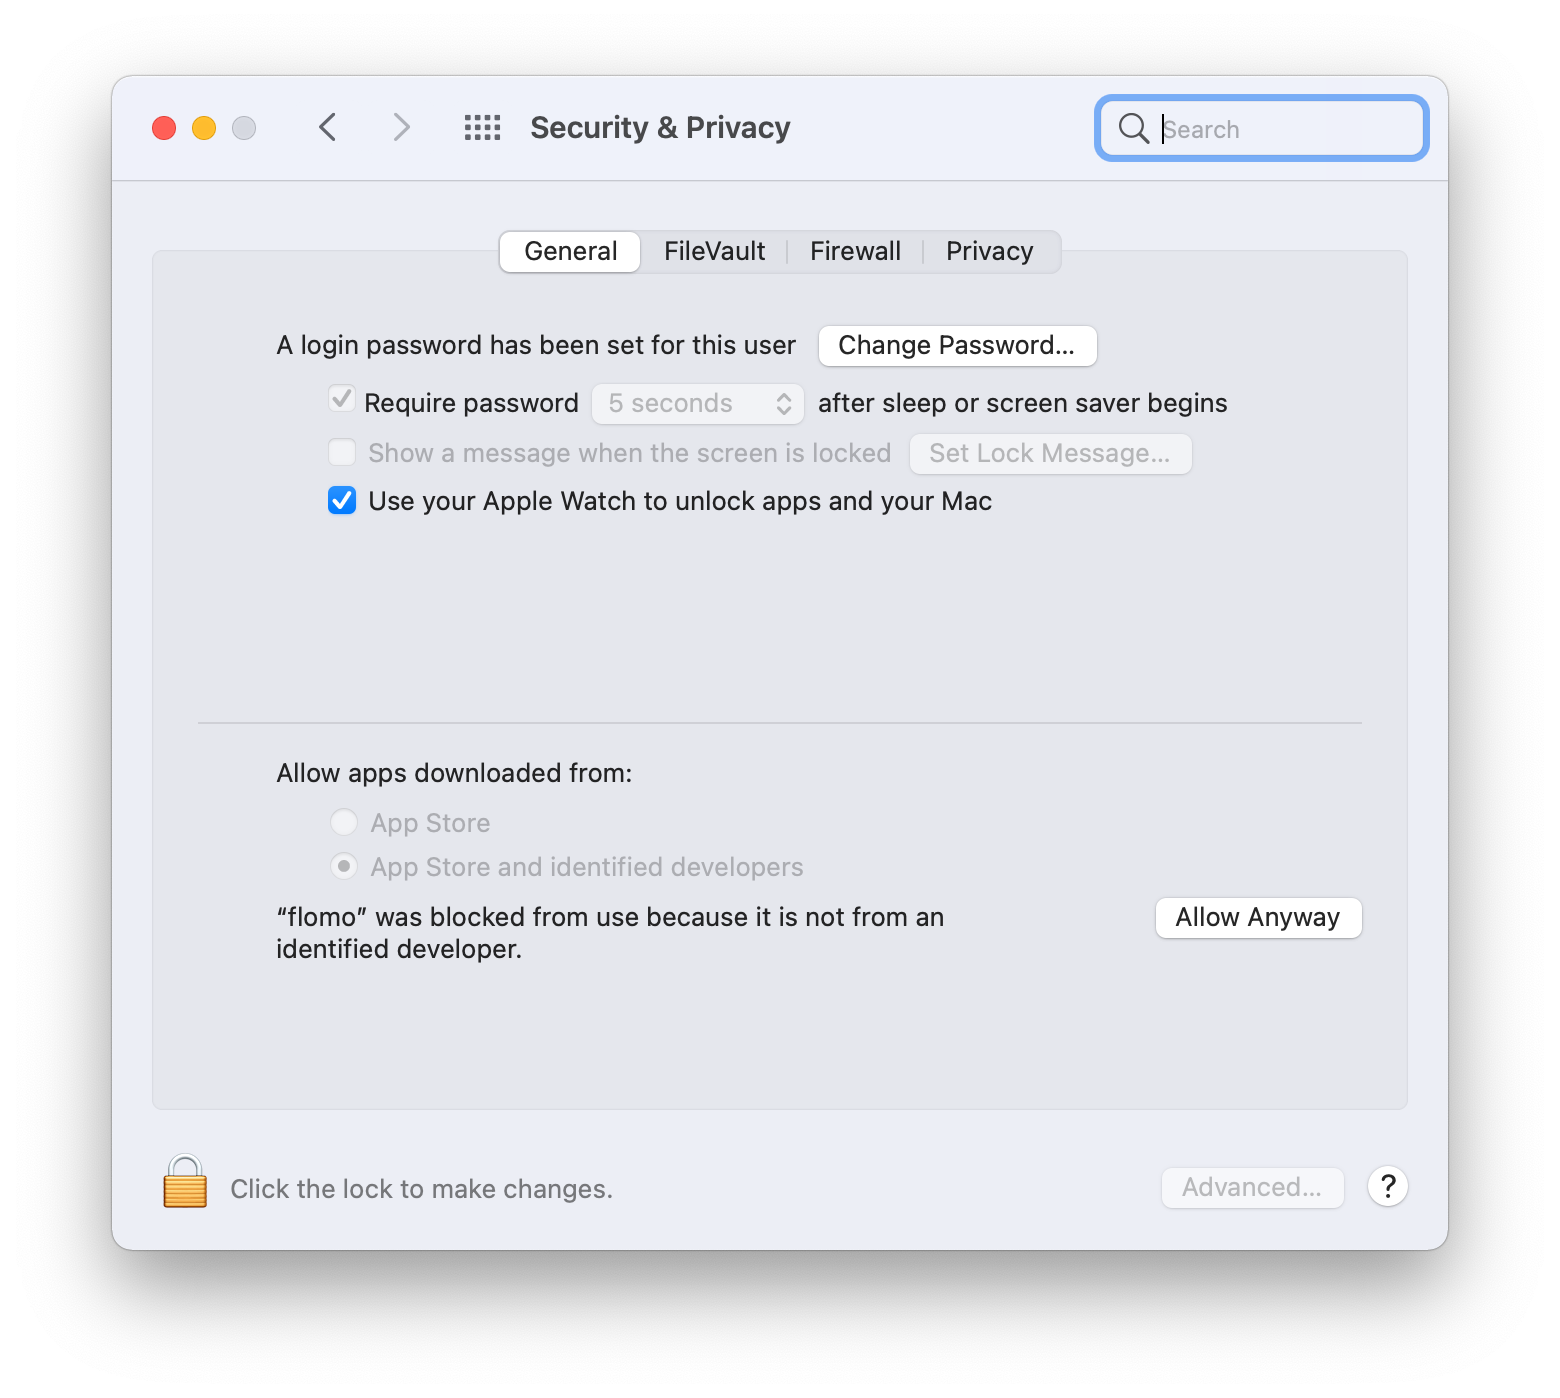 Security & Privacy
Search
General FileVault Firewall Privacy
A login password has been set for this user Change Password...
Require password 5 seconds after sleep or screen saver begins
Show a message when the screen is locked Set Lock Message...
Use your Apple Watch to unlock apps and your Mac
Allow apps downloaded from:
App Store
App Store and identified developers
“flomo” was blocked from use because it is not from an Allow Anyway
identified developer.
Click the lock to make changes.
Advanced... ?